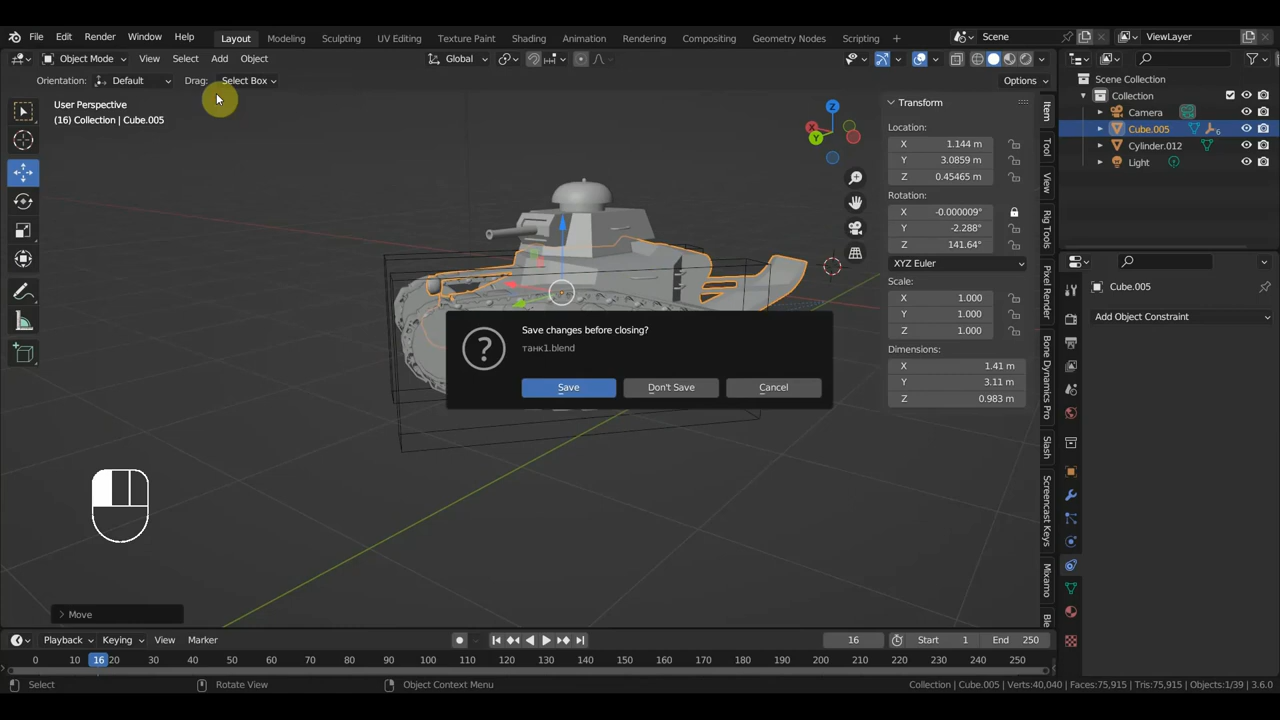 File Edit Render Window Help Layout Modeling Sculpting UV Editing Texture Paint Shading Animation Rendering Compositing Geometry Nodes Scripting + Scene ViewLayer
Object Mode View Select Add Object Global Options
Orientation: Default Drag: Select Box
User Perspective
(16) Collection | Cube.005
X
Y
Z
Transform
Location:
X 1.144 m
Y 3.0859 m
Z 0.45465 m
Rotation:
X -0.000009°
Y -2.288°
Z 141.64°
XYZ Euler
Scale:
X 1.000
Y 1.000
Z 1.000
Dimensions:
X 1.41 m
Y 3.11 m
Z 0.983 m
Item
Tool
View
Rig Tools
Pixel Render
Bone Dynamics Pro
Slash
Screencast Keys
Mixamo
Ble
Scene Collection
Collection
Camera
Cube.005 6
Cylinder.012
Light
Cube.005
Add Object Constraint
Save changes before closing?
танк1.blend
Save Don't Save Cancel
Move
Playback Keying View Marker 16 Start 1 End 250
0 10 16 20 30 40 50 60 70 80 90 100 110 120 130 140 150 160 170 180 190 200 210 220 230 240 250
Select Rotate View Object Context Menu Collection | Cube.005 | Verts:40,040 | Faces:75,915 | Tris:75,915 | Objects:1/39 | 3.6.0